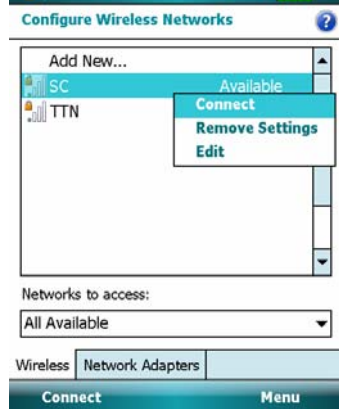 Configure Wireless Networks ?
Add New...
SC Available
TTN
Connect
Remove Settings
Edit
Networks to access:
All Available
Wireless Network Adapters
Connect Menu